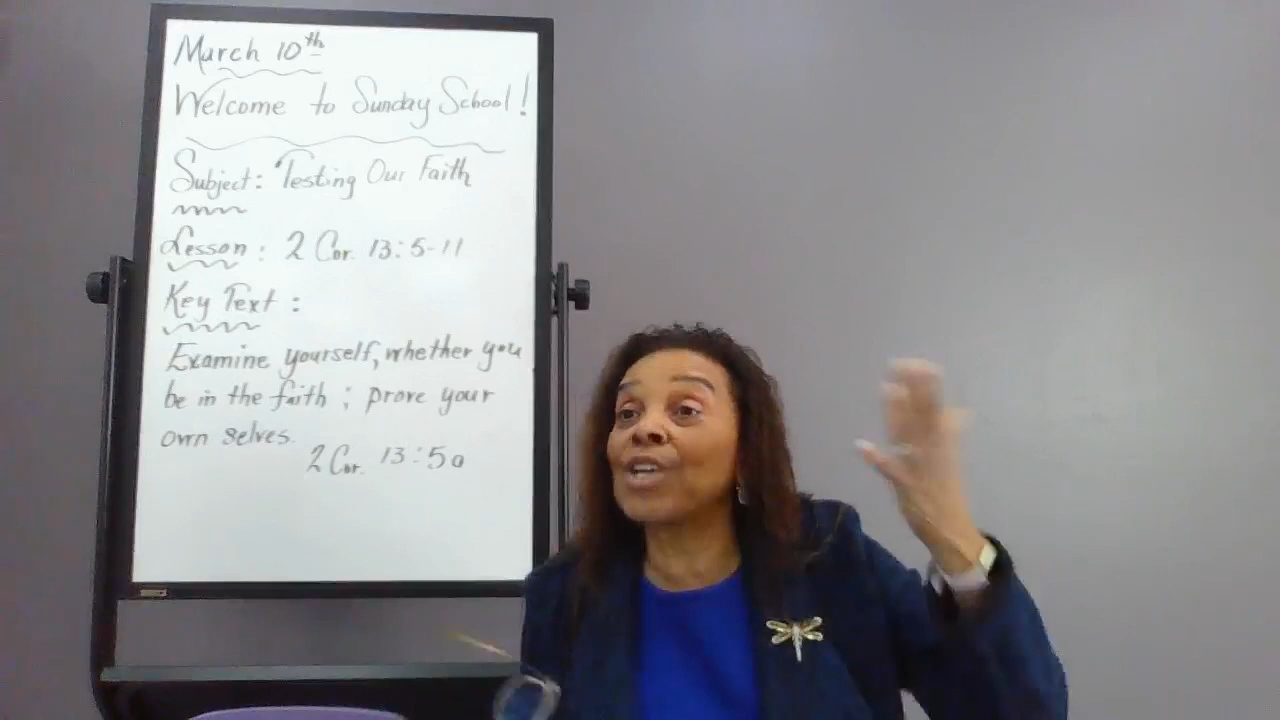 March 10th
Welcome to Sunday School!
Subject: Testing Our Faith
Lesson: 2 Cor. 13:5-11
Key Text:
Examine yourself, whether you
be in the faith; prove your
own selves.
2 Cor. 13:5a